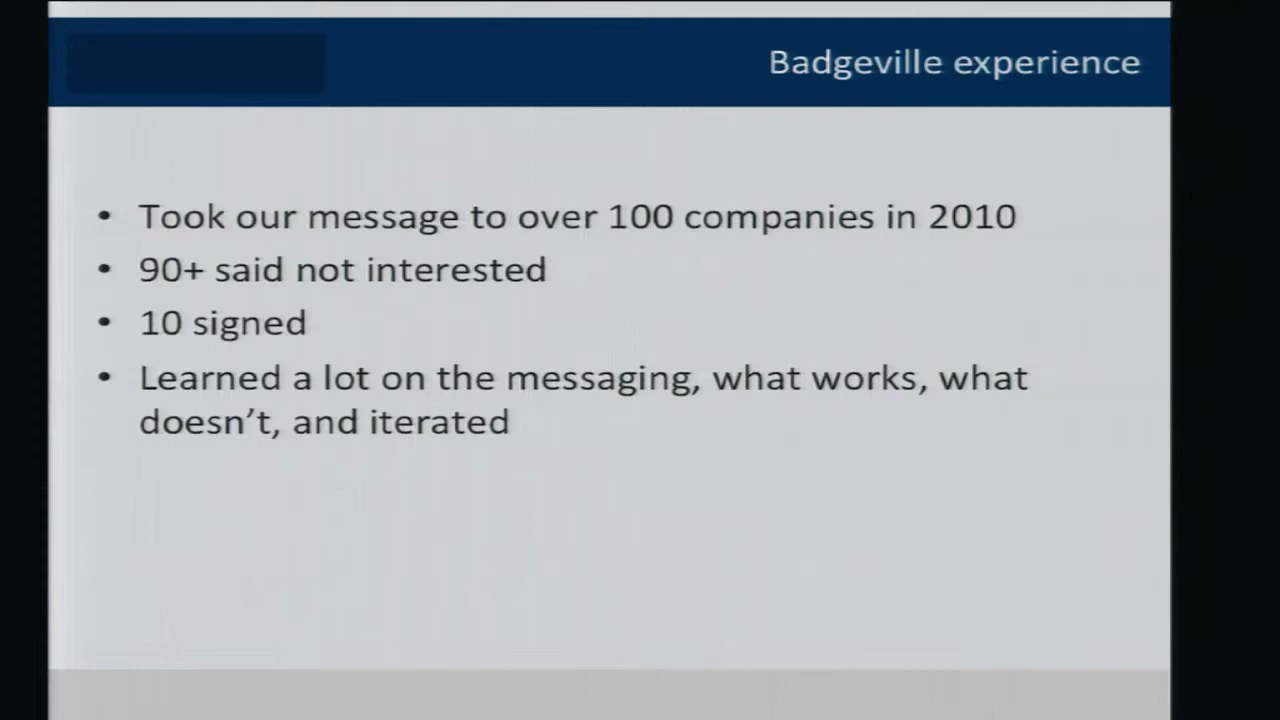 Badgeville experience
• Took our message to over 100 companies in 2010
• 90+ said not interested
• 10 signed
• Learned a lot on the messaging, what works, what
doesn’t, and iterated